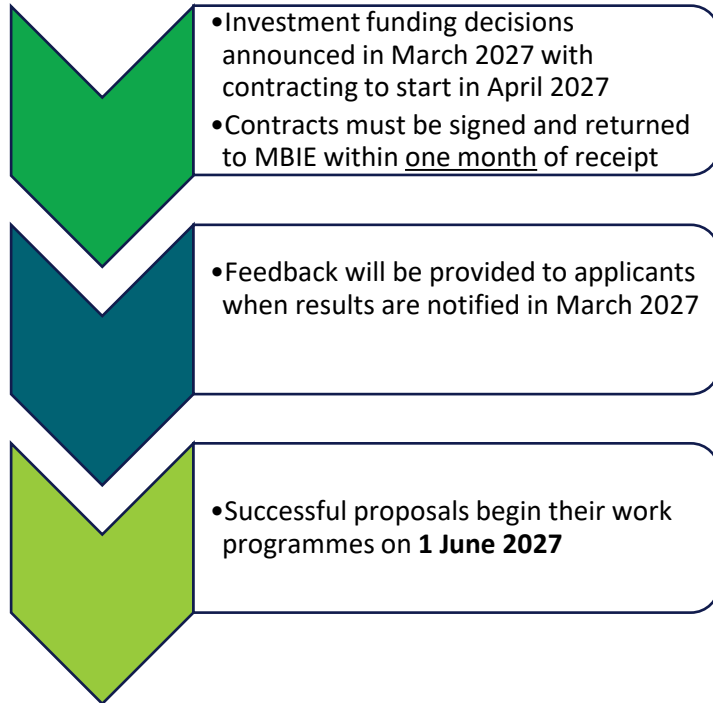 •Investment funding decisions
announced in March 2027 with
contracting to start in April 2027
•Contracts must be signed and returned
to MBIE within one month of receipt
•Feedback will be provided to applicants
when results are notified in March 2027
•Successful proposals begin their work
programmes on 1 June 2027